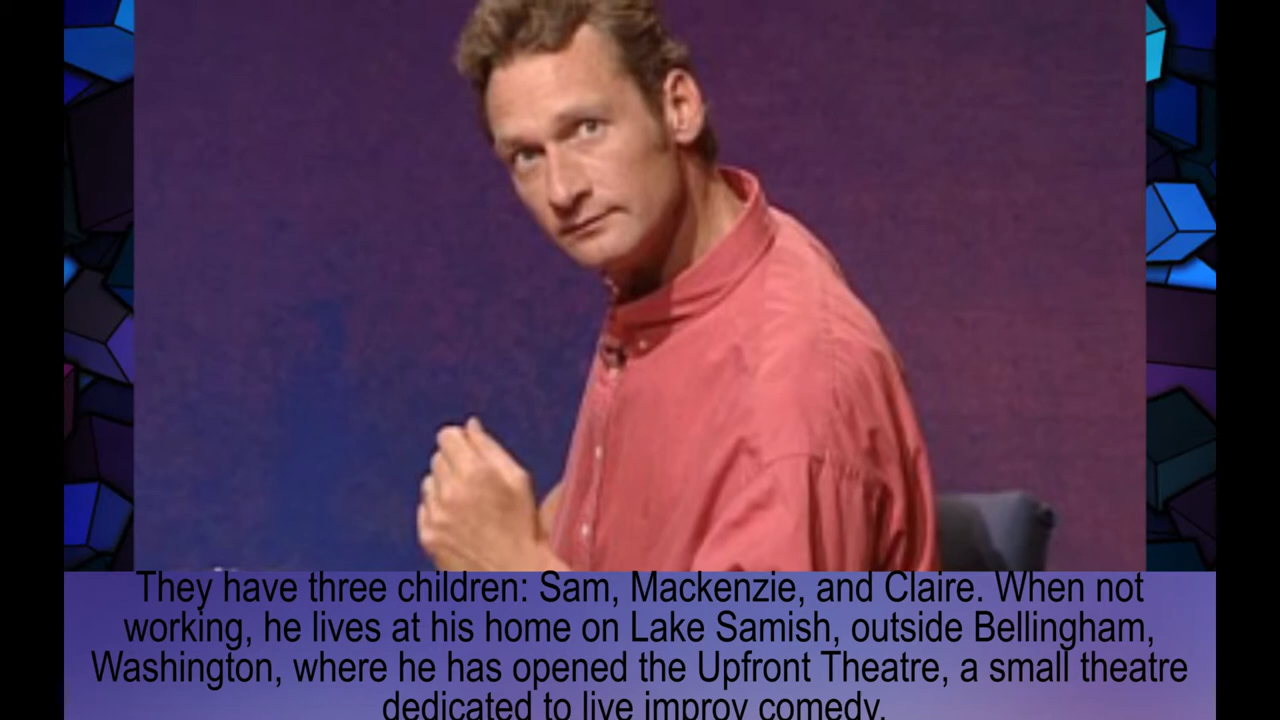 They have three children: Sam, Mackenzie, and Claire. When not
working, he lives at his home on Lake Samish, outside Bellingham,
Washington, where he has opened the Upfront Theatre, a small theatre
dedicated to live improv comedy.